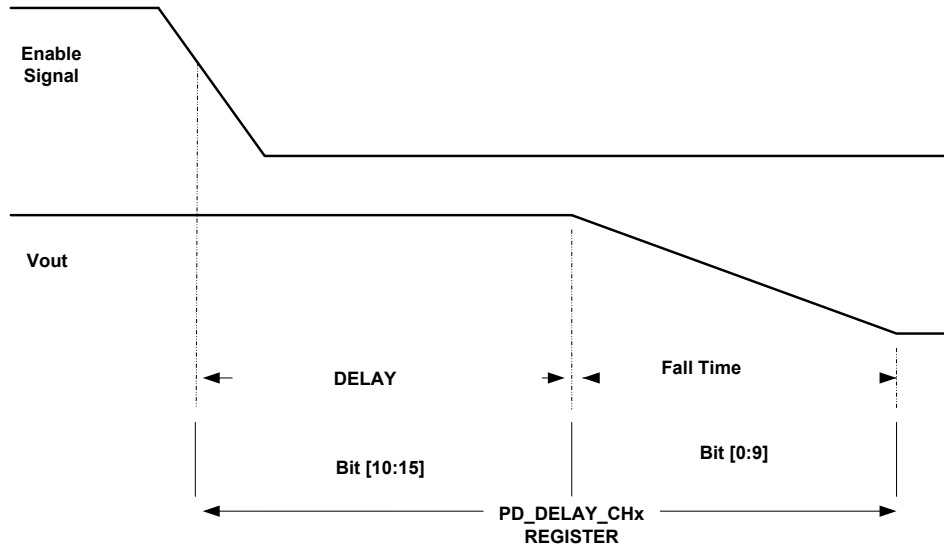 Enable
Signal
Vout
DELAY
Fall Time
Bit [10:15]
Bit [0:9]
PD_DELAY_CHx
REGISTER